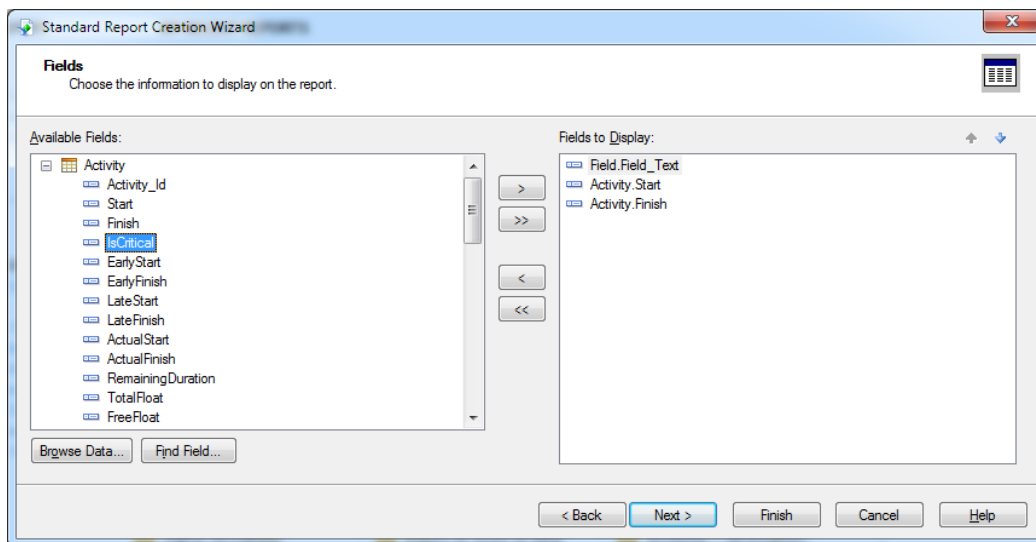 Standard Report Creation Wizard
Fields
Choose the information to display on the report.
Available Fields:
Activity
Activity_Id
Start
Finish
IsCritical
EarlyStart
EarlyFinish
LateStart
LateFinish
ActualStart
ActualFinish
RemainingDuration
TotalFloat
FreeFloat
>
>>
<
<<
Fields to Display:
Field.Field_Text
Activity.Start
Activity.Finish
Browse Data...
Find Field...
< Back
Next >
Finish
Cancel
Help